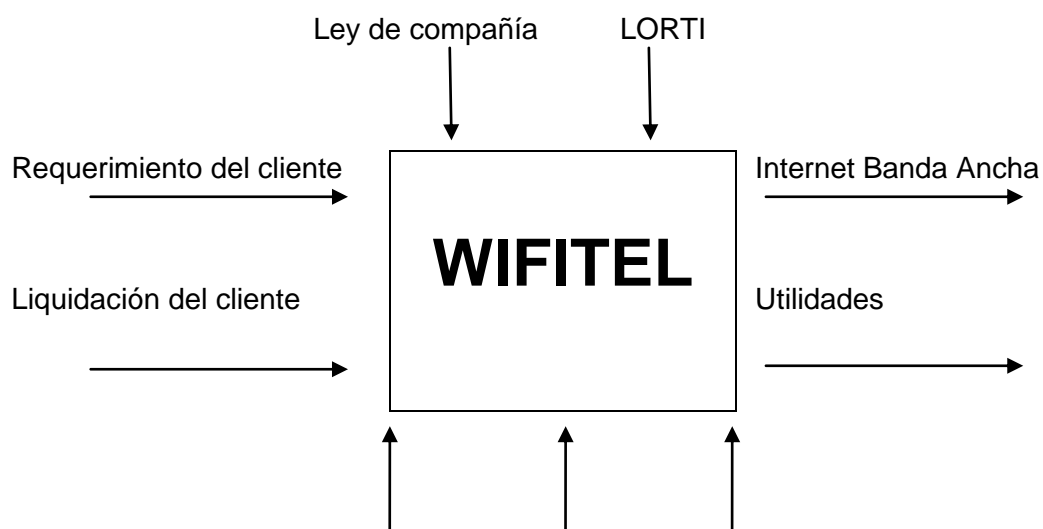 Ley de compañía LORTI
Requerimiento del cliente Internet Banda Ancha
WIFITEL
Liquidación del cliente Utilidades